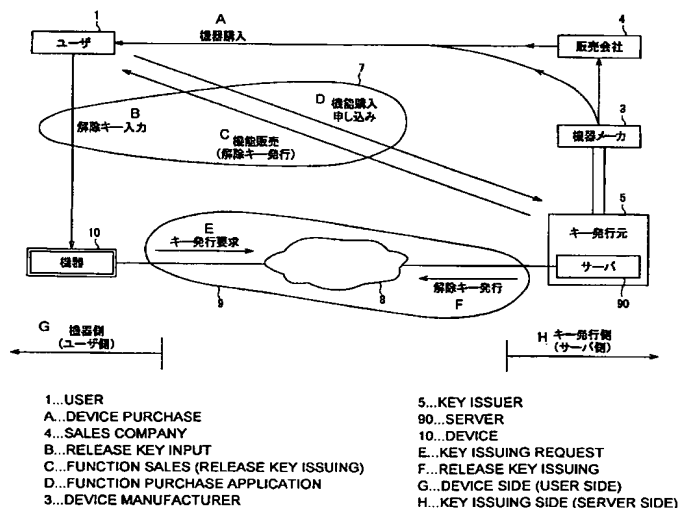 1
ユーザ
A
機器購入
4
販売会社
7
3
機器メーカ
D 機能購入
申し込み
B
解除キー入力
C 機能販売
(解除キー発行)
5
キー発行元
サーバ
90
10
機器
E
キー発行要求
8
9
解除キー発行
F
G 機器側
(ユーザ側)
H キー発行側
(サーバ側)
1...USER
A...DEVICE PURCHASE
4...SALES COMPANY
B...RELEASE KEY INPUT
C...FUNCTION SALES (RELEASE KEY ISSUING)
D...FUNCTION PURCHASE APPLICATION
3...DEVICE MANUFACTURER
5...KEY ISSUER
90...SERVER
10...DEVICE
E...KEY ISSUING REQUEST
F...RELEASE KEY ISSUING
G...DEVICE SIDE (USER SIDE)
H...KEY ISSUING SIDE (SERVER SIDE)